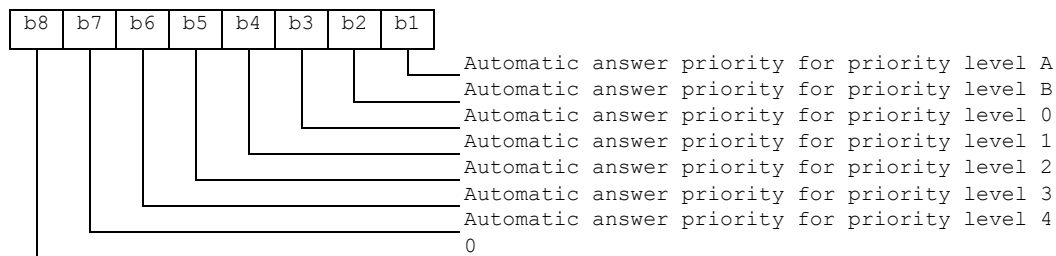 b8 b7 b6 b5 b4 b3 b2 b1
Automatic answer priority for priority level A
Automatic answer priority for priority level B
Automatic answer priority for priority level 0
Automatic answer priority for priority level 1
Automatic answer priority for priority level 2
Automatic answer priority for priority level 3
Automatic answer priority for priority level 4
0